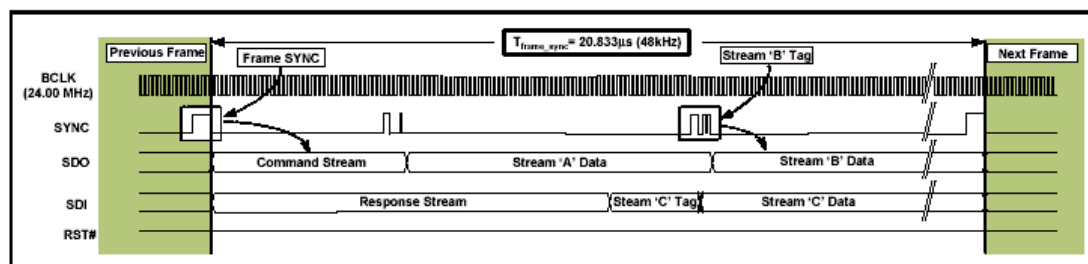 T_frame_sync = 20.833µs (48kHz)
Previous Frame
Frame SYNC
Stream 'B' Tag
Next Frame
BCLK
(24.00 MHz)
SYNC
SDO
Command Stream
Stream 'A' Data
Stream 'B' Data
SDI
Response Stream
Steam 'C' Tag
Stream 'C' Data
RST#